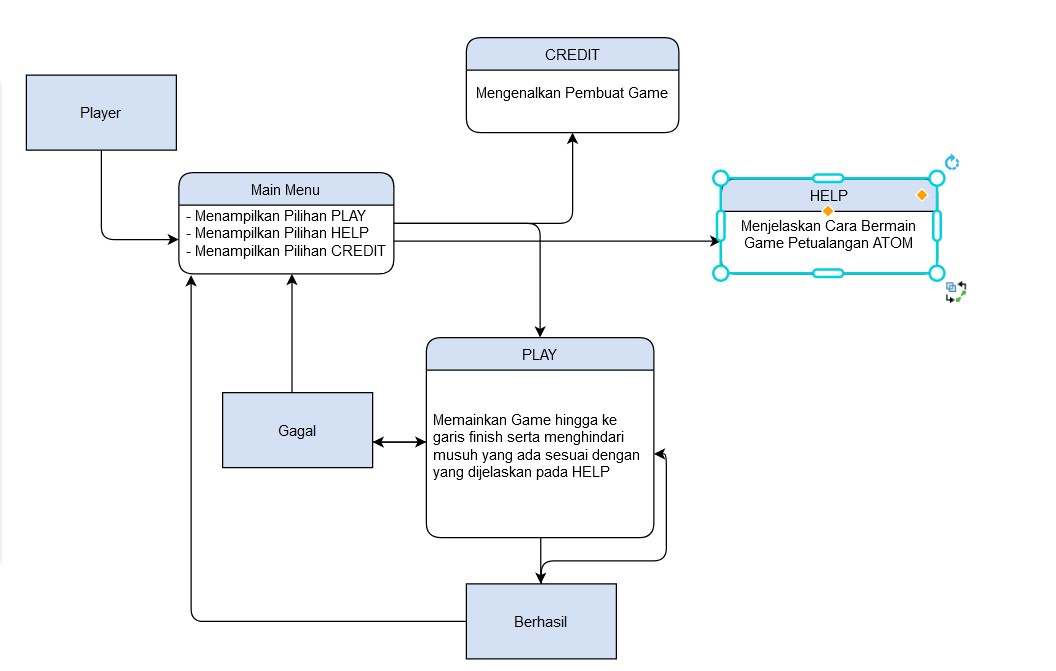 CREDIT
Mengenalkan Pembuat Game
Player
Main Menu
- Menampilkan Pilihan PLAY
- Menampilkan Pilihan HELP
- Menampilkan Pilihan CREDIT
HELP
Menjelaskan Cara Bermain
Game Petualangan ATOM
PLAY
Memainkan Game hingga ke
garis finish serta menghindari
musuh yang ada sesuai dengan
yang dijelaskan pada HELP
Gagal
Berhasil